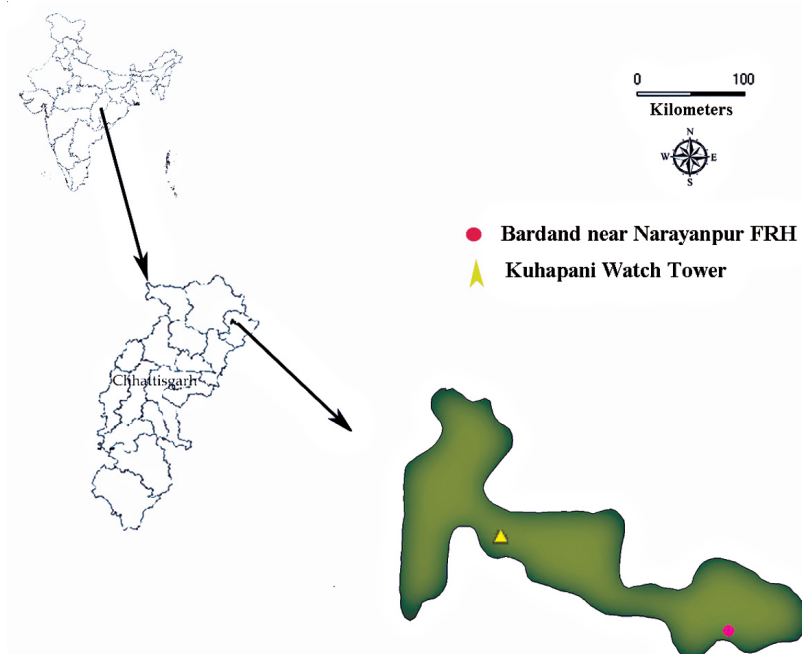 0 100
Kilometers
N
W E
S
Bardand near Narayanpur FRH
Kuhapani Watch Tower
Chhattisgarh